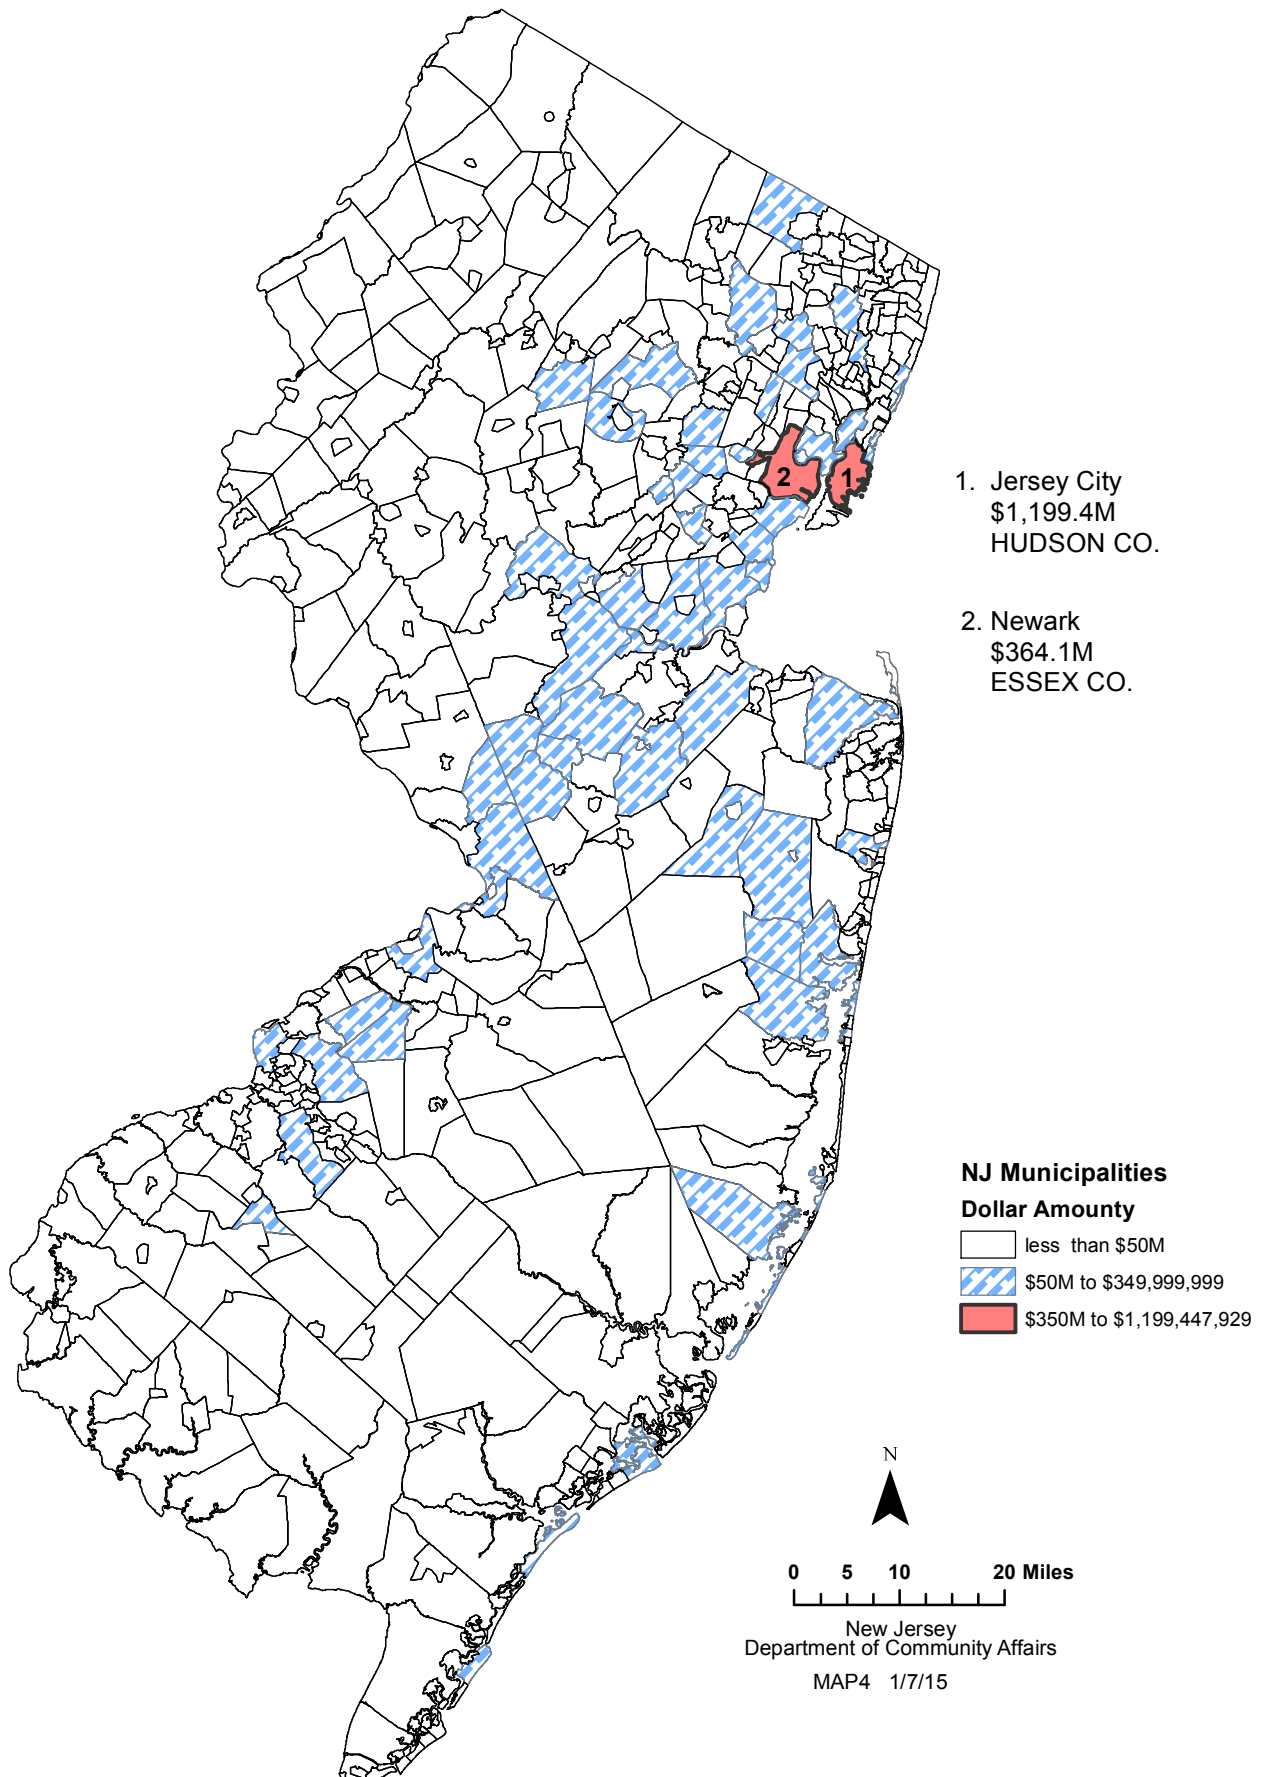 1. Jersey City
$1,199.4M
HUDSON CO.
2. Newark
$364.1M
ESSEX CO.
2
1
NJ Municipalities
Dollar Amounty
less than $50M
$50M to $349,999,999
$350M to $1,199,447,929
N
0 5 10 20 Miles
New Jersey
Department of Community Affairs
MAP4 1/7/15